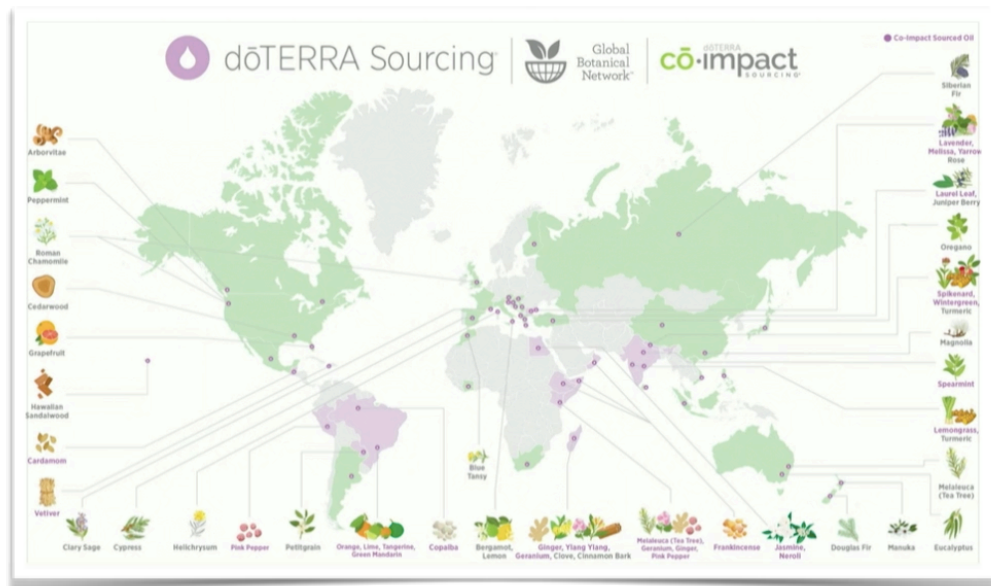 dōTERRA Sourcing
Global
Botanical
Network™
dōTERRA
cō•impact
SOURCING
Co-Impact Sourced Oil
Arborvitae
Peppermint
Roman
Chamomile
Cedarwood
Grapefruit
Hawaiian
Sandalwood
Cardamom
Vetiver
Siberian
Fir
Lavender,
Melissa, Yarrow
Rose
Laurel Leaf,
Juniper Berry
Oregano
Spikenard,
Wintergreen,
Turmeric
Magnolia
Spearmint
Lemongrass,
Turmeric
Melaleuca
(Tea Tree)
Blue
Tansy
Clary Sage
Cypress
Helichrysum
Pink Pepper
Petitgrain
Orange, Lime, Tangerine,
Green Mandarin
Copaiba
Bergamot,
Lemon
Ginger, Ylang Ylang,
Geranium, Clove, Cinnamon Bark
Melaleuca (Tea Tree),
Geranium, Ginger,
Pink Pepper
Frankincense
Jasmine,
Neroli
Douglas Fir
Manuka
Eucalyptus